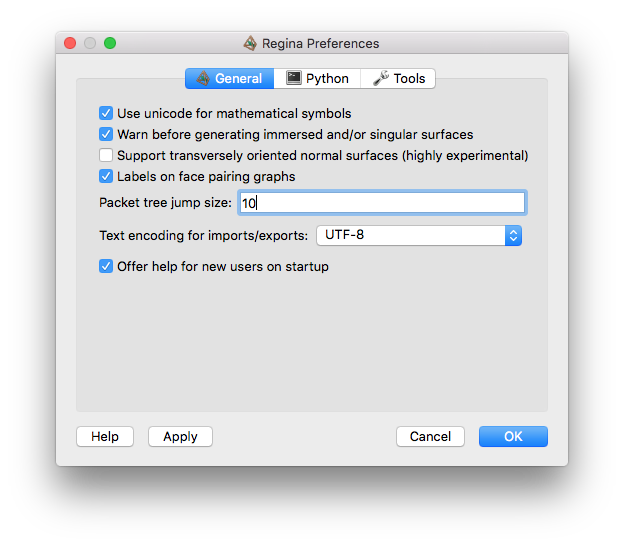 Regina Preferences
General Python Tools
Use unicode for mathematical symbols
Warn before generating immersed and/or singular surfaces
Support transversely oriented normal surfaces (highly experimental)
Labels on face pairing graphs
Packet tree jump size: 10
Text encoding for imports/exports: UTF-8
Offer help for new users on startup
Help Apply Cancel OK